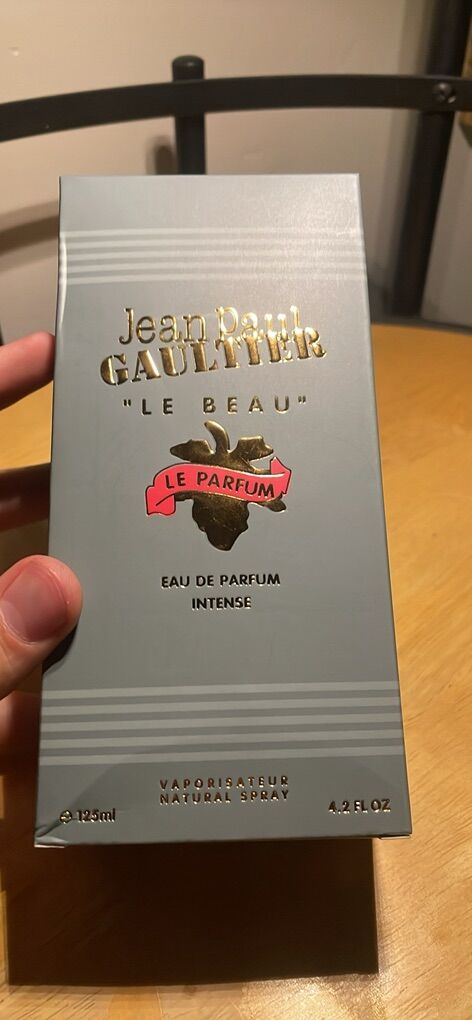 Jean Paul
GAULTIER
"LE BEAU"
LE PARFUM
EAU DE PARFUM
INTENSE
VAPORISATEUR
NATURAL SPRAY
℮ 125ml
4.2 FL OZ